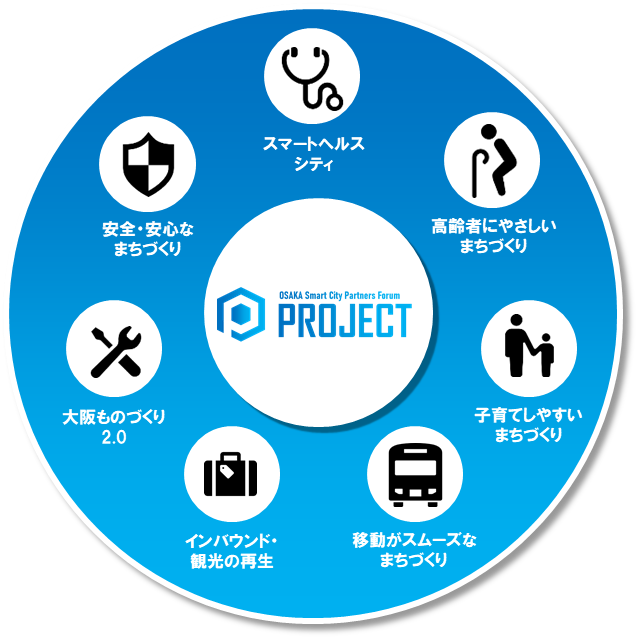 スマートヘルス
シティ
高齢者にやさしい
まちづくり
子育てしやすい
まちづくり
移動がスムーズな
まちづくり
インバウンド・
観光の再生
大阪ものづくり
2.0
安全・安心な
まちづくり
OSAKA Smart City Partners Forum
PROJECT